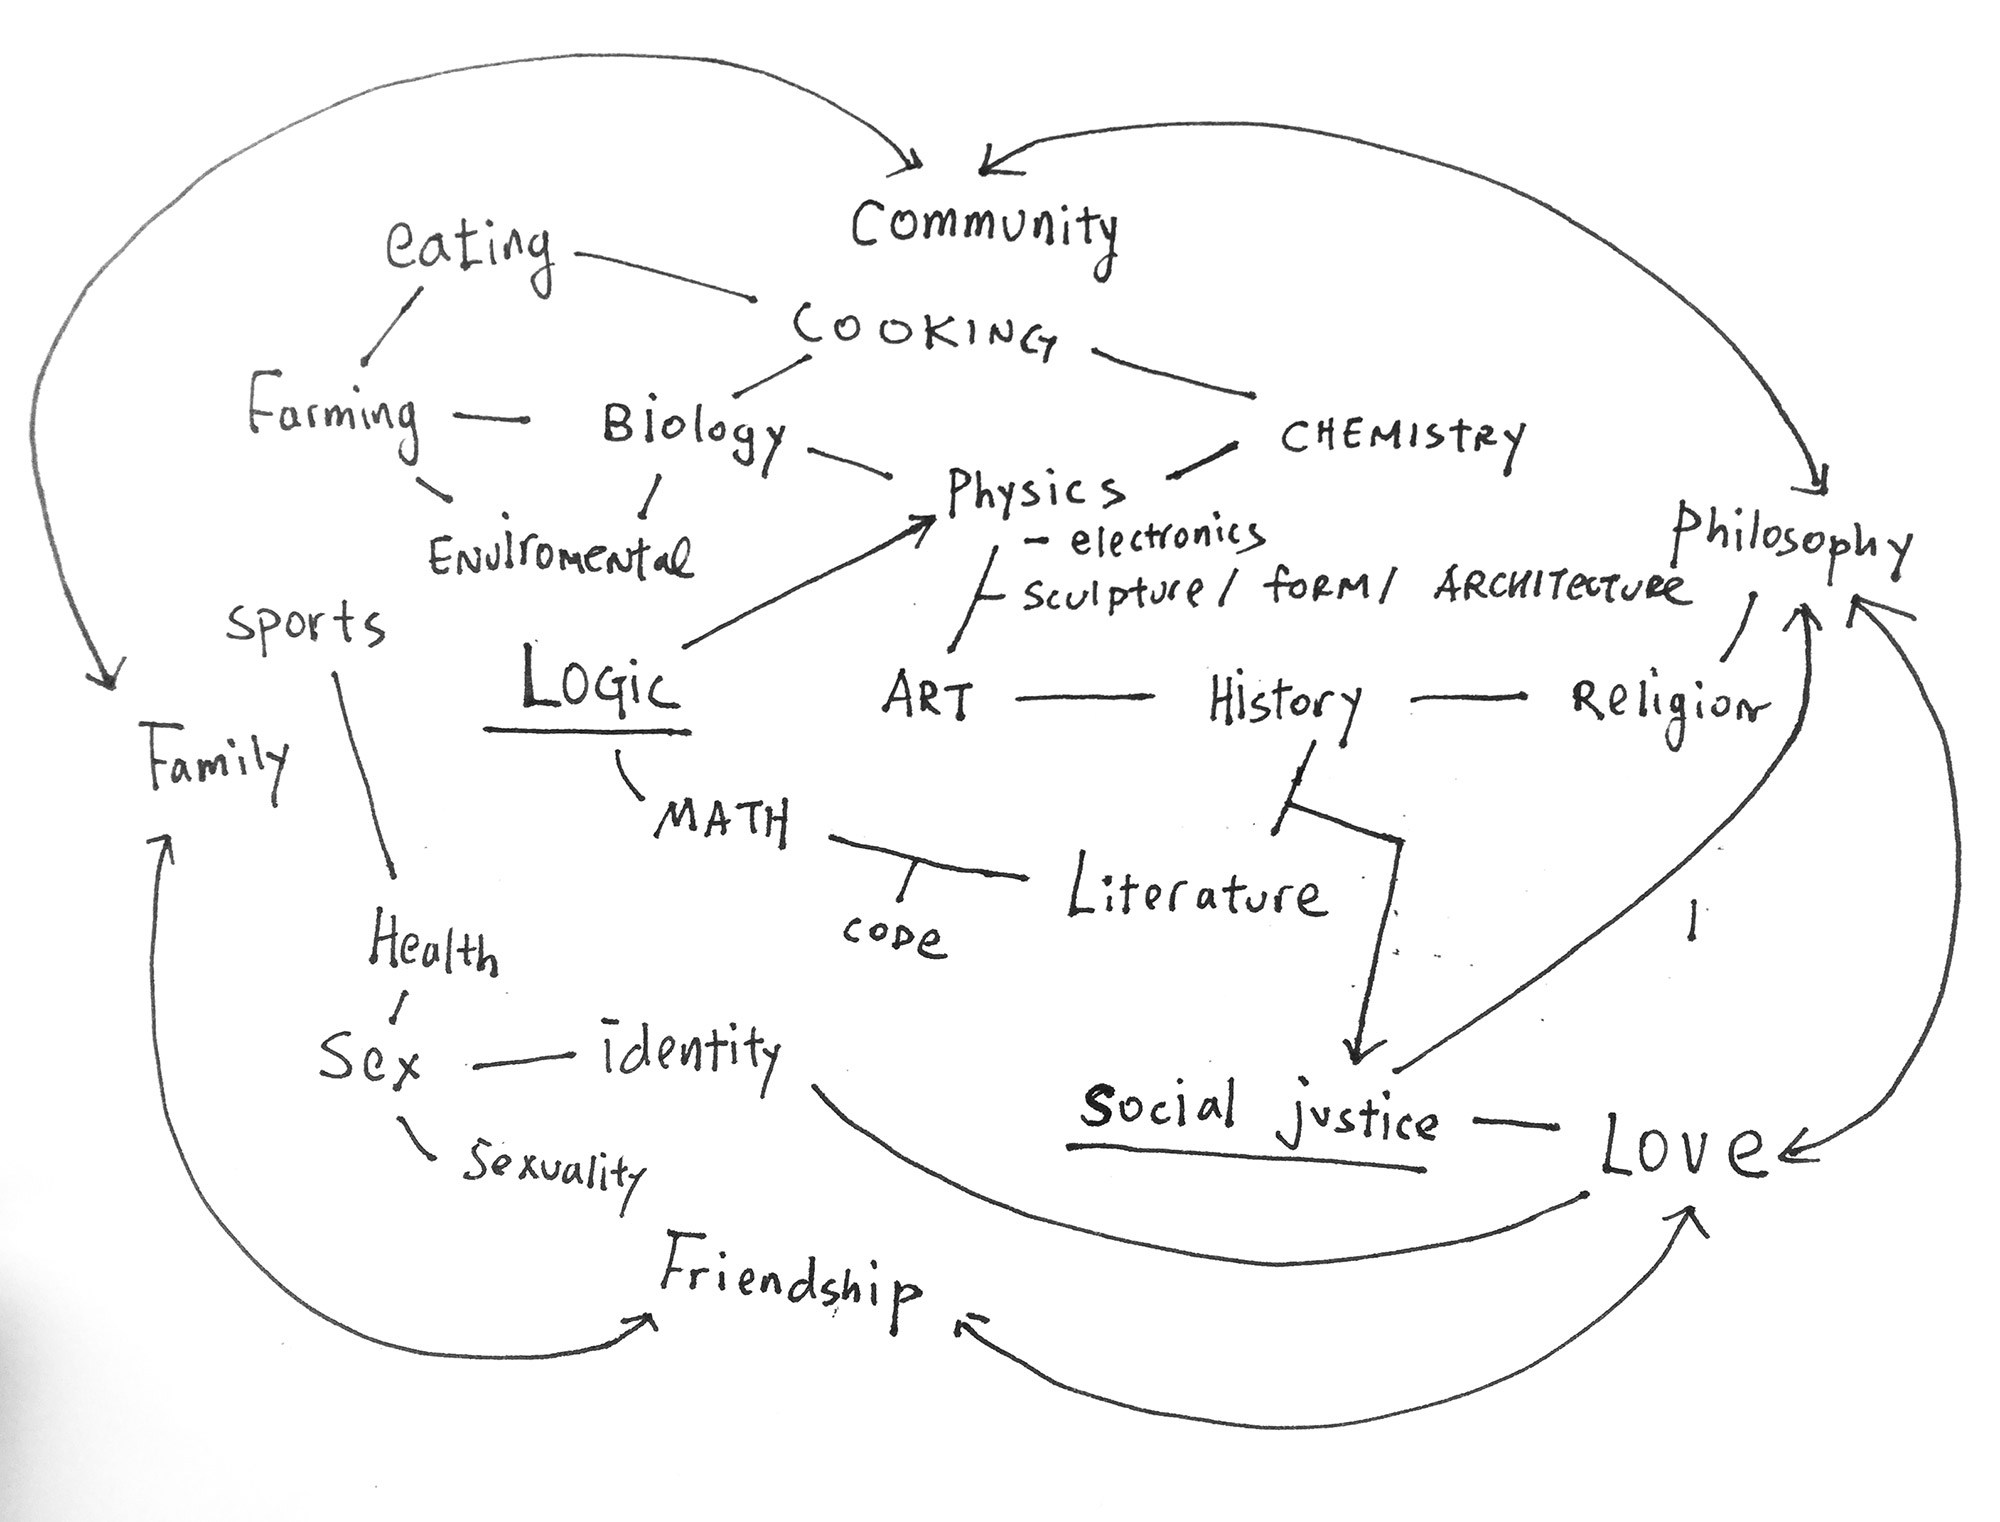 Community
eating
COOKING
Farming
Biology
CHEMISTRY
Physics
- electronics
Philosophy
ENVIromental
Sculpture / FORM / ARCHITECTURE
Sports
LOGic
ART
History
Religion
Family
MATH
Literature
CODe
Health
Sex
identity
Social justice
LOVe
Sexuality
Friendship